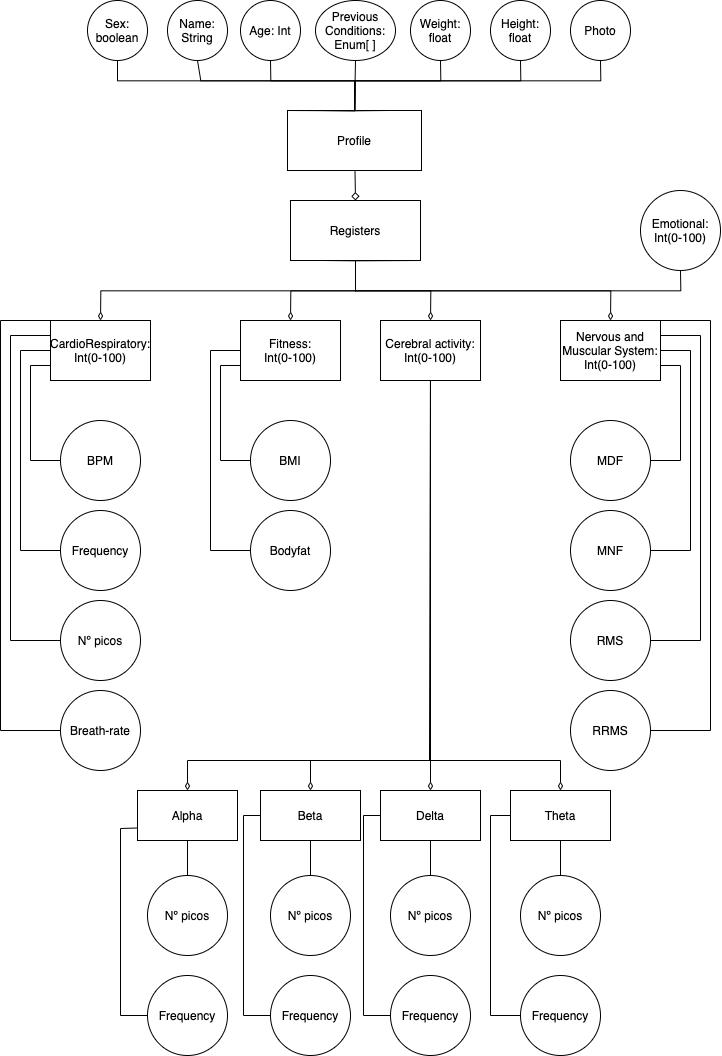 Sex:
boolean
Name:
String
Age: Int
Previous
Conditions:
Enum[ ]
Weight:
float
Height:
float
Photo
Profile
Registers
Emotional:
Int(0-100)
CardioRespiratory:
Int(0-100)
Fitness:
Int(0-100)
Cerebral activity:
Int(0-100)
Nervous and
Muscular System:
Int(0-100)
BPM
BMI
MDF
Frequency
Bodyfat
MNF
Nº picos
RMS
Breath-rate
RRMS
Alpha
Beta
Delta
Theta
Nº picos
Nº picos
Nº picos
Nº picos
Frequency
Frequency
Frequency
Frequency